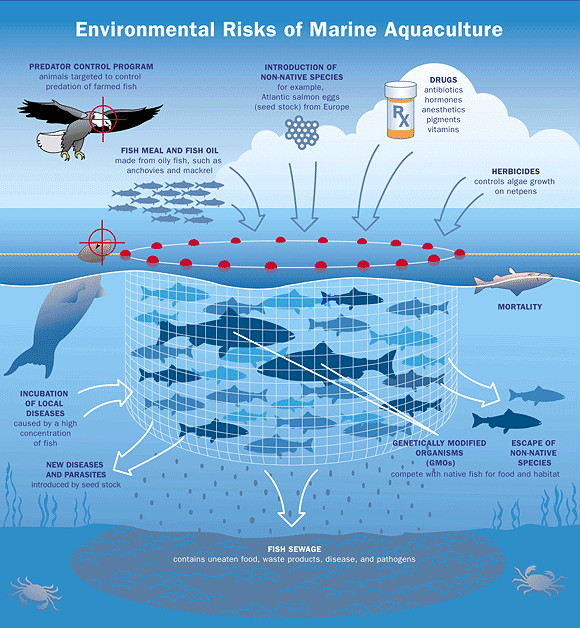 Environmental Risks of Marine Aquaculture
PREDATOR CONTROL PROGRAM
animals targeted to control
predation of farmed fish
INTRODUCTION OF
NON-NATIVE SPECIES
for example,
Atlantic salmon eggs
(seed stock) from Europe
DRUGS
antibiotics
hormones
anesthetics
pigments
vitamins
Rx
FISH MEAL AND FISH OIL
made from oily fish, such as
anchovies and mackrel
HERBICIDES
controls algae growth
on netpens
MORTALITY
INCUBATION
OF LOCAL
DISEASES
caused by a high
concentration
of fish
NEW DISEASES
AND PARASITES
introduced by seed stock
GENETICALLY MODIFIED
ORGANISMS
(GMOs)
compete with native fish for food and habitat
ESCAPE OF
NON-NATIVE
SPECIES
FISH SEWAGE
contains uneaten food, waste products, disease, and pathogens